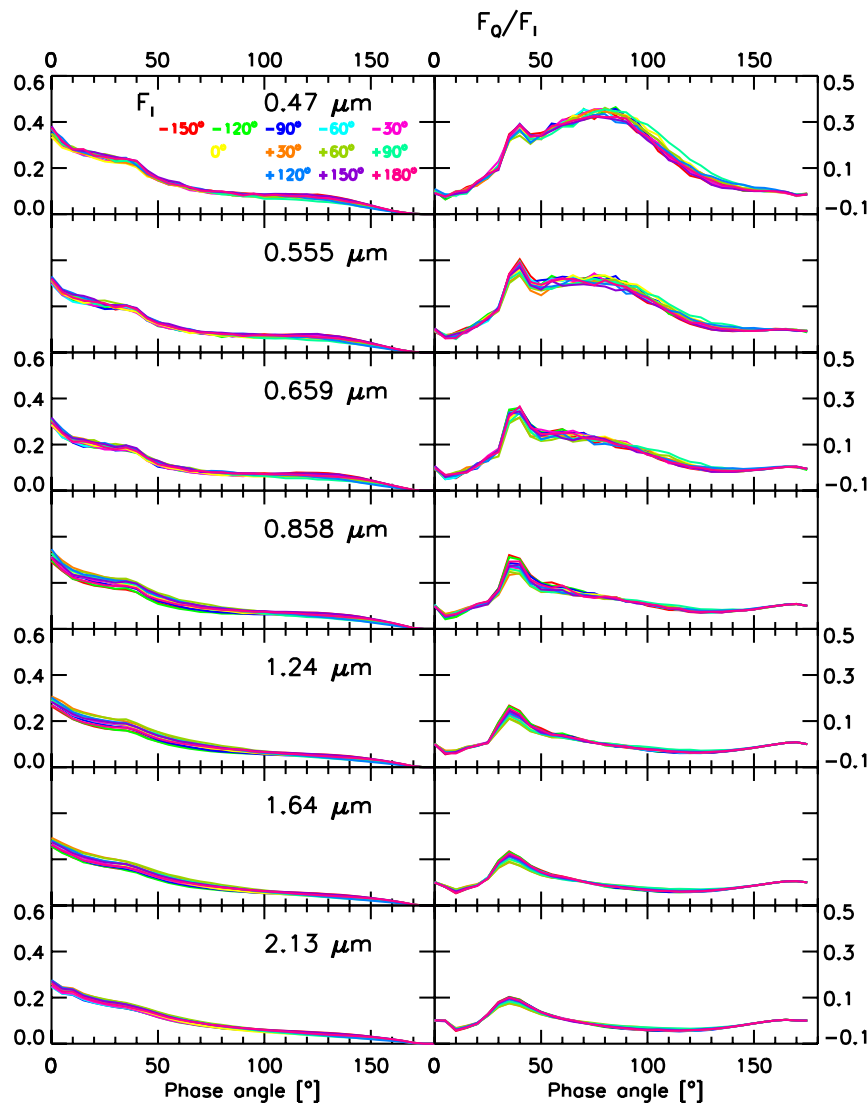 F_Q/F_I
0 50 100 150 0 50 100 150
0.6 F_I 0.47 μm 0.5
−150° −120° −90° −60° −30°
0.4 0° +30° +60° +90° 0.3
+120° +150° +180°
0.2 0.1
0.0 −0.1
0.555 μm
0.6 0.659 μm 0.5
0.4 0.3
0.2 0.1
0.0 −0.1
0.858 μm
0.6 1.24 μm 0.5
0.4 0.3
0.2 0.1
0.0 −0.1
1.64 μm
0.6 2.13 μm 0.5
0.4 0.3
0.2 0.1
0.0 −0.1
0 50 100 150 0 50 100 150
Phase angle [°] Phase angle [°]